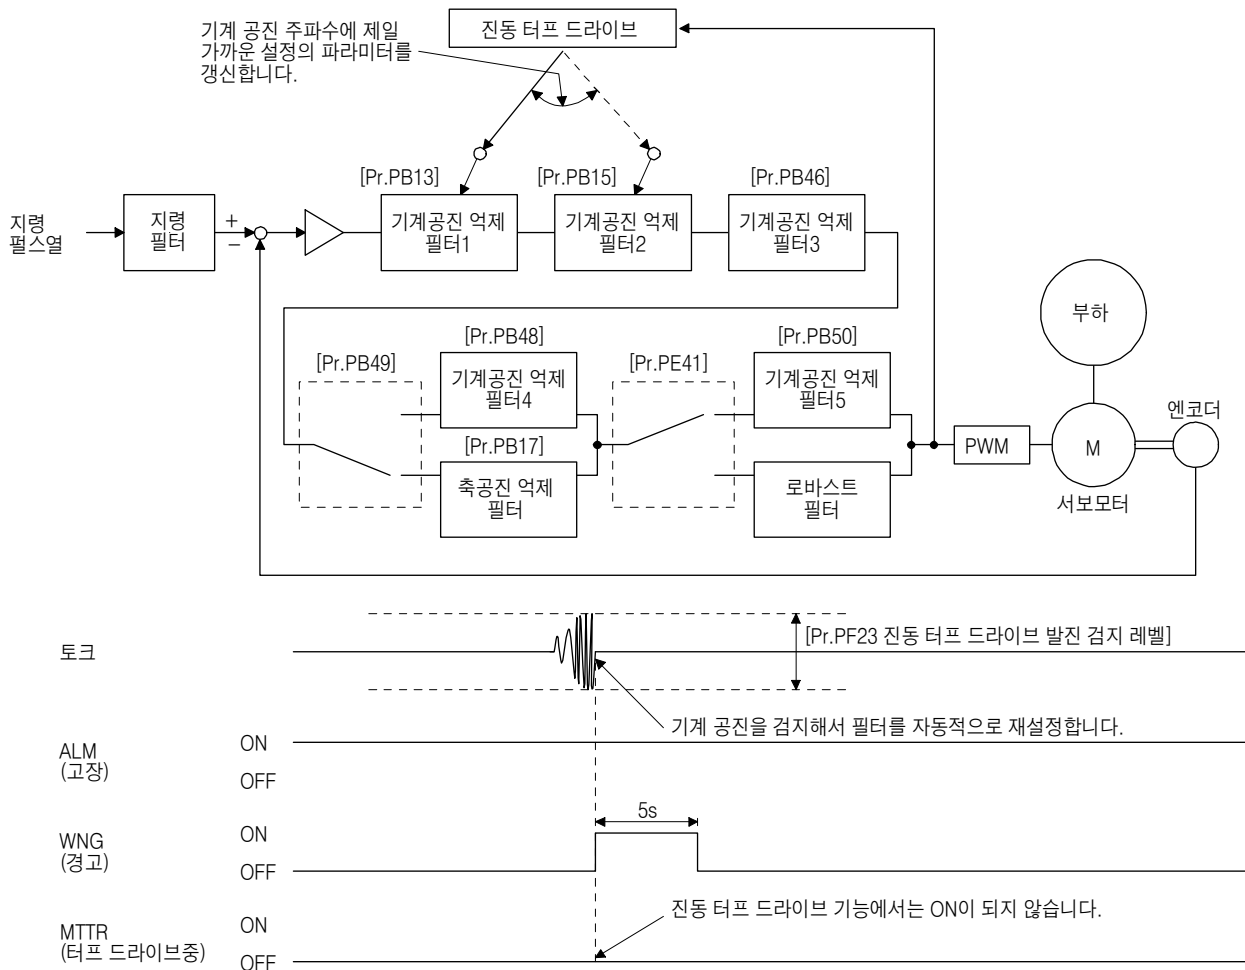 기계 공진 주파수에 제일
가까운 설정의 파라미터를
갱신합니다.
진동 터프 드라이브
[Pr.PB13]
[Pr.PB15]
[Pr.PB46]
지령
펄스열
지령
필터
+
−
기계공진 억제
필터1
기계공진 억제
필터2
기계공진 억제
필터3
부하
[Pr.PB49]
[Pr.PB48]
기계공진 억제
필터4
[Pr.PE41]
[Pr.PB50]
기계공진 억제
필터5
[Pr.PB17]
축공진 억제
필터
로바스트
필터
PWM
M
서보모터
엔코더
토크
[Pr.PF23 진동 터프 드라이브 발진 검지 레벨]
기계 공진을 검지해서 필터를 자동적으로 재설정합니다.
ALM
(고장)
ON
OFF
WNG
(경고)
ON
OFF
5s
MTTR
(터프 드라이브중)
ON
OFF
진동 터프 드라이브 기능에서는 ON이 되지 않습니다.